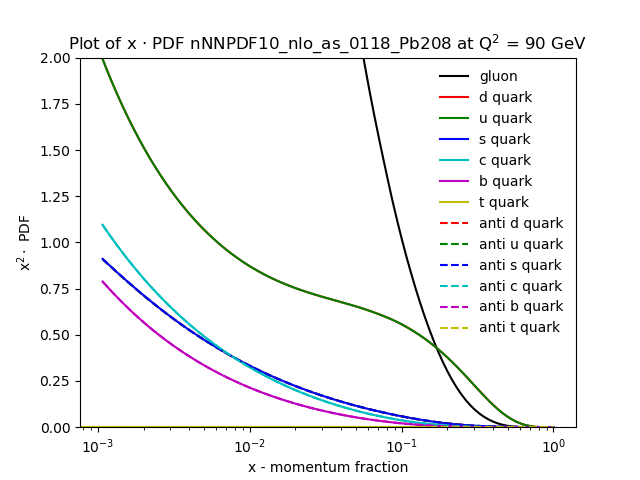 Plot of x · PDF nNNPDF10_nlo_as_0118_Pb208 at Q² = 90 GeV
x² · PDF
2.00
1.75
1.50
1.25
1.00
0.75
0.50
0.25
0.00
gluon
d quark
u quark
s quark
c quark
b quark
t quark
anti d quark
anti u quark
anti s quark
anti c quark
anti b quark
anti t quark
10⁻³ 10⁻² 10⁻¹ 10⁰
x - momentum fraction